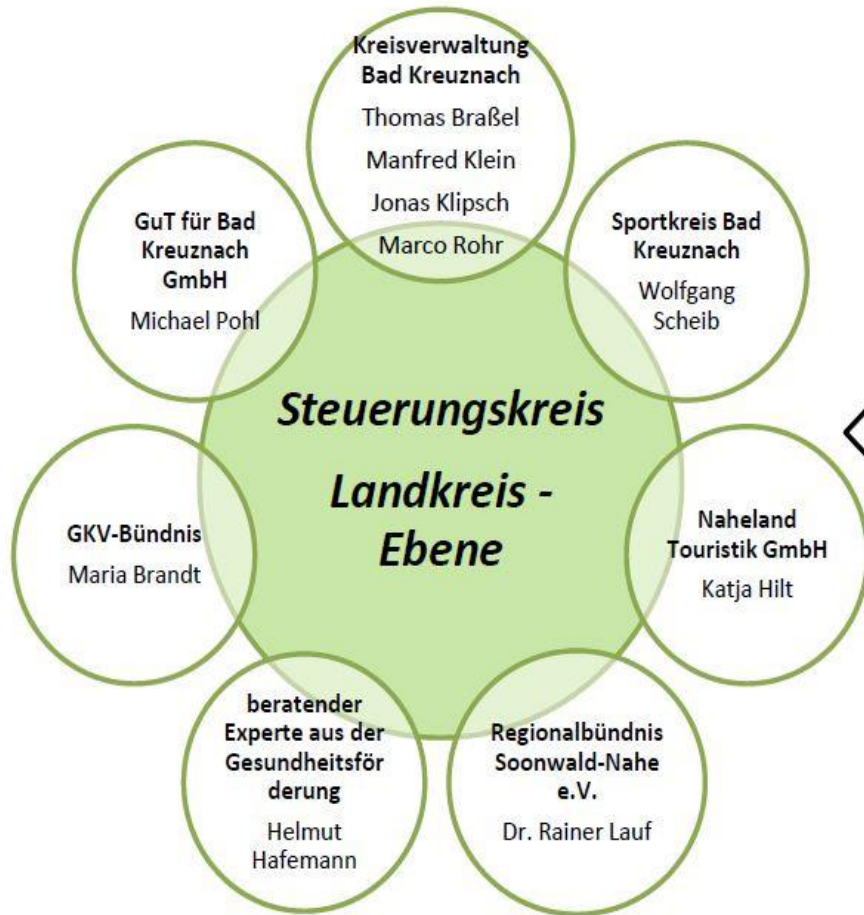 Kreisverwaltung
Bad Kreuznach
Thomas Braßel
Manfred Klein
Jonas Klipsch
Marco Rohr
GuT für Bad
Kreuznach
GmbH
Michael Pohl
Sportkreis Bad
Kreuznach
Wolfgang
Scheib
Steuerungskreis
Landkreis -
Ebene
GKV-Bündnis
Maria Brandt
Naheland
Touristik GmbH
Katja Hilt
beratender
Experte aus der
Gesundheitsför
derung
Helmut
Hafemann
Regionalbündnis
Soonwald-Nahe
e.V.
Dr. Rainer Lauf